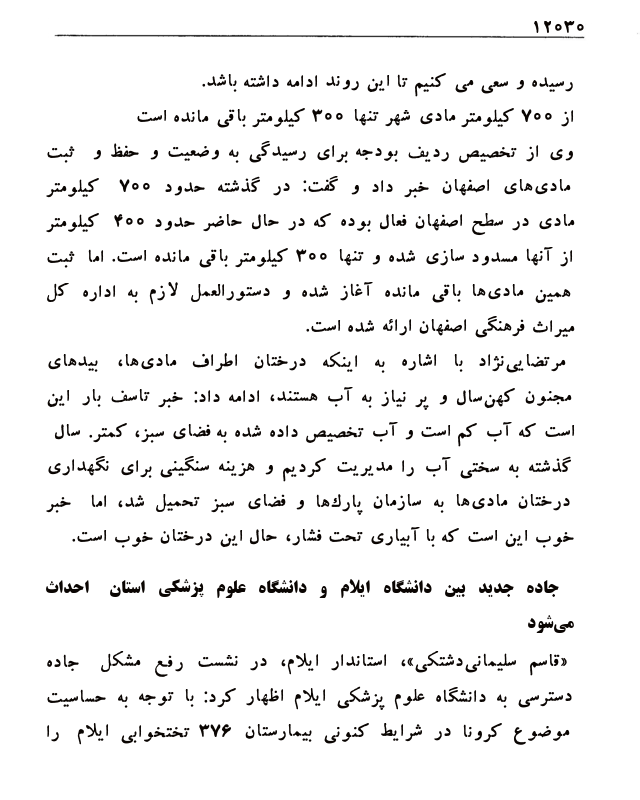 ۱۲۰۳۰
رسیده و سعی می کنیم تا این روند ادامه داشته باشد.
از ۷۰۰ کیلومتر مادی شهر تنها ۳۰۰ کیلومتر باقی مانده است
وی از تخصیص ردیف بودجه برای رسیدگی به وضعیت و حفظ و ثبت
مادی‌های اصفهان خبر داد و گفت: در گذشته حدود ۷۰۰ کیلومتر
مادی در سطح اصفهان فعال بوده که در حال حاضر حدود ۴۰۰ کیلومتر
از آنها مسدود سازی شده و تنها ۳۰۰ کیلومتر باقی مانده است. اما ثبت
همین مادی‌ها باقی مانده آغاز شده و دستورالعمل لازم به اداره کل
میراث فرهنگی اصفهان ارائه شده است.
مرتضایی‌نژاد با اشاره به اینکه درختان اطراف مادی‌ها، بیدهای
مجنون کهن‌سال و پر نیاز به آب هستند، ادامه داد: خبر تاسف بار این
است که آب کم است و آب تخصیص داده شده به فضای سبز، کمتر. سال
گذشته به سختی آب را مدیریت کردیم و هزینه سنگینی برای نگهداری
درختان مادی‌ها به سازمان پارك‌ها و فضای سبز تحمیل شد، اما خبر
خوب این است که با آبیاری تحت فشار، حال این درختان خوب است.
جاده جدید بین دانشگاه ایلام و دانشگاه علوم پزشکی استان احداث
می‌شود
«قاسم سلیمانی‌دشتکی»، استاندار ایلام، در نشست رفع مشکل جاده
دسترسی به دانشگاه علوم پزشکی ایلام اظهار کرد: با توجه به حساسیت
موضوع کرونا در شرایط کنونی بیمارستان ۳۷۶ تختخوابی ایلام را